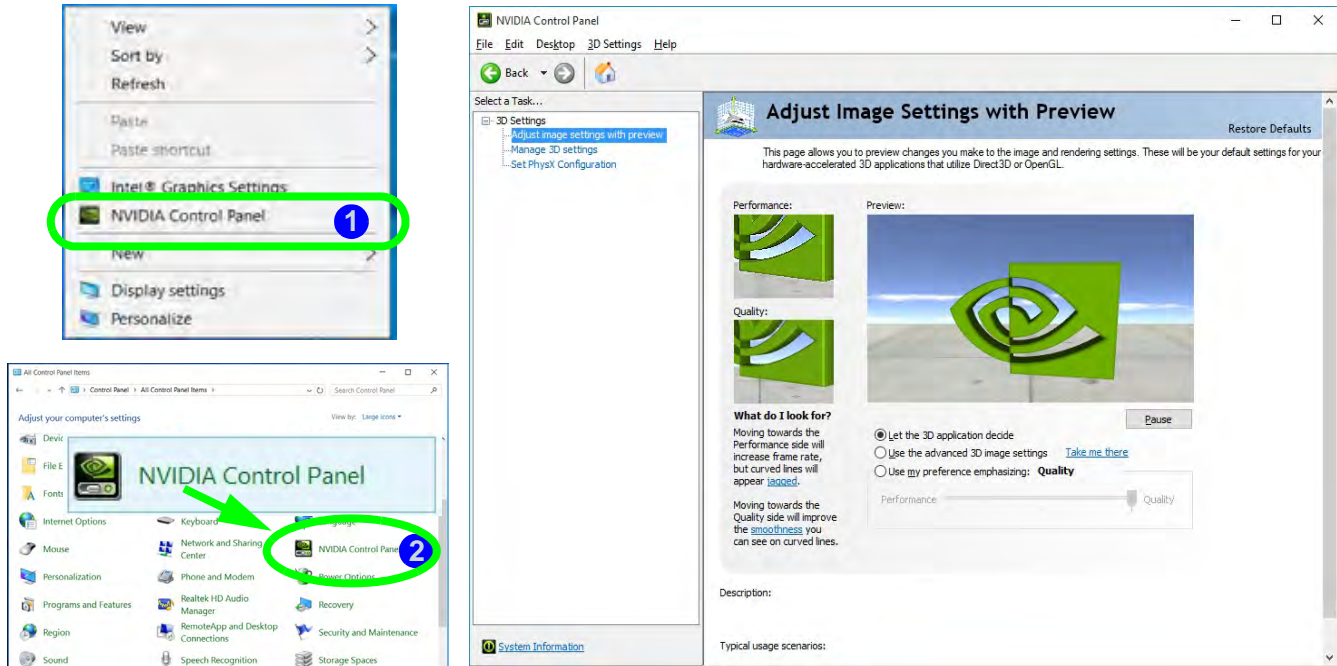 View
Sort by
Refresh
Paste
Paste shortcut
Intel® Graphics Settings
NVIDIA Control Panel
1
New
Display settings
Personalize
All Control Panel Items
Control Panel > All Control Panel Items >
Search Control Panel
Adjust your computer's settings
View by: Large icons
Devic
NVIDIA Control Panel
File E
Fonts
Internet Options
Keyboard
Language
Mouse
Network and Sharing
Center
NVIDIA Control Pane
2
Personalization
Phone and Modem
Power Options
Programs and Features
Realtek HD Audio
Manager
Recovery
Region
RemoteApp and Desktop
Connections
Security and Maintenance
Sound
Speech Recognition
Storage Spaces
NVIDIA Control Panel
File Edit Desktop 3D Settings Help
Back
Select a Task...
3D Settings
Adjust image settings with preview
Manage 3D settings
Set PhysX Configuration
System Information
Adjust Image Settings with Preview
Restore Defaults
This page allows you to preview changes you make to the image and rendering settings. These will be your default settings for your
hardware-accelerated 3D applications that utilize Direct3D or OpenGL.
Performance:
Preview:
Quality:
What do I look for?
Moving towards the
Performance side will
increase frame rate,
but curved lines will
appear jagged.
Moving towards the
Quality side will improve
the smoothness you
can see on curved lines.
Pause
Let the 3D application decide
Use the advanced 3D image settings Take me there
Use my preference emphasizing: Quality
Performance
Quality
Description:
Typical usage scenarios: